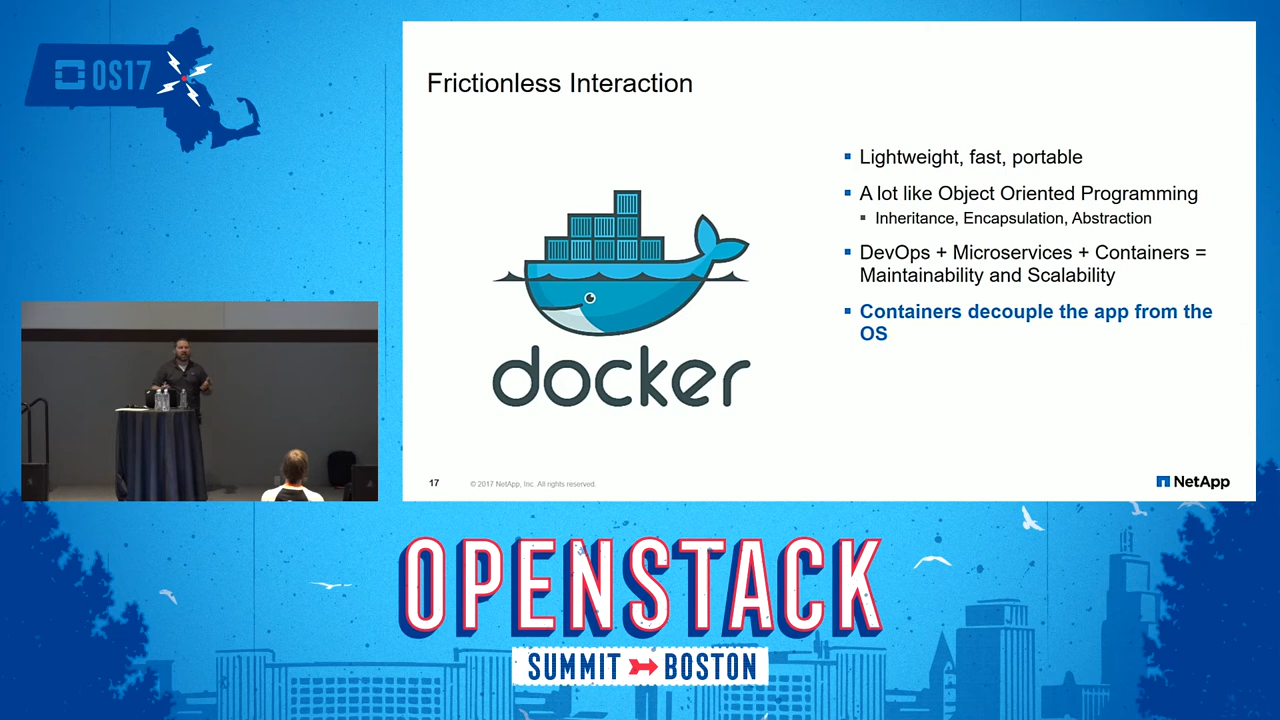 OS17
Frictionless Interaction
Lightweight, fast, portable
A lot like Object Oriented Programming
Inheritance, Encapsulation, Abstraction
DevOps + Microservices + Containers =
Maintainability and Scalability
Containers decouple the app from the
OS
docker
17
© 2017 NetApp, Inc. All rights reserved.
NetApp
OPENSTACK
SUMMIT BOSTON